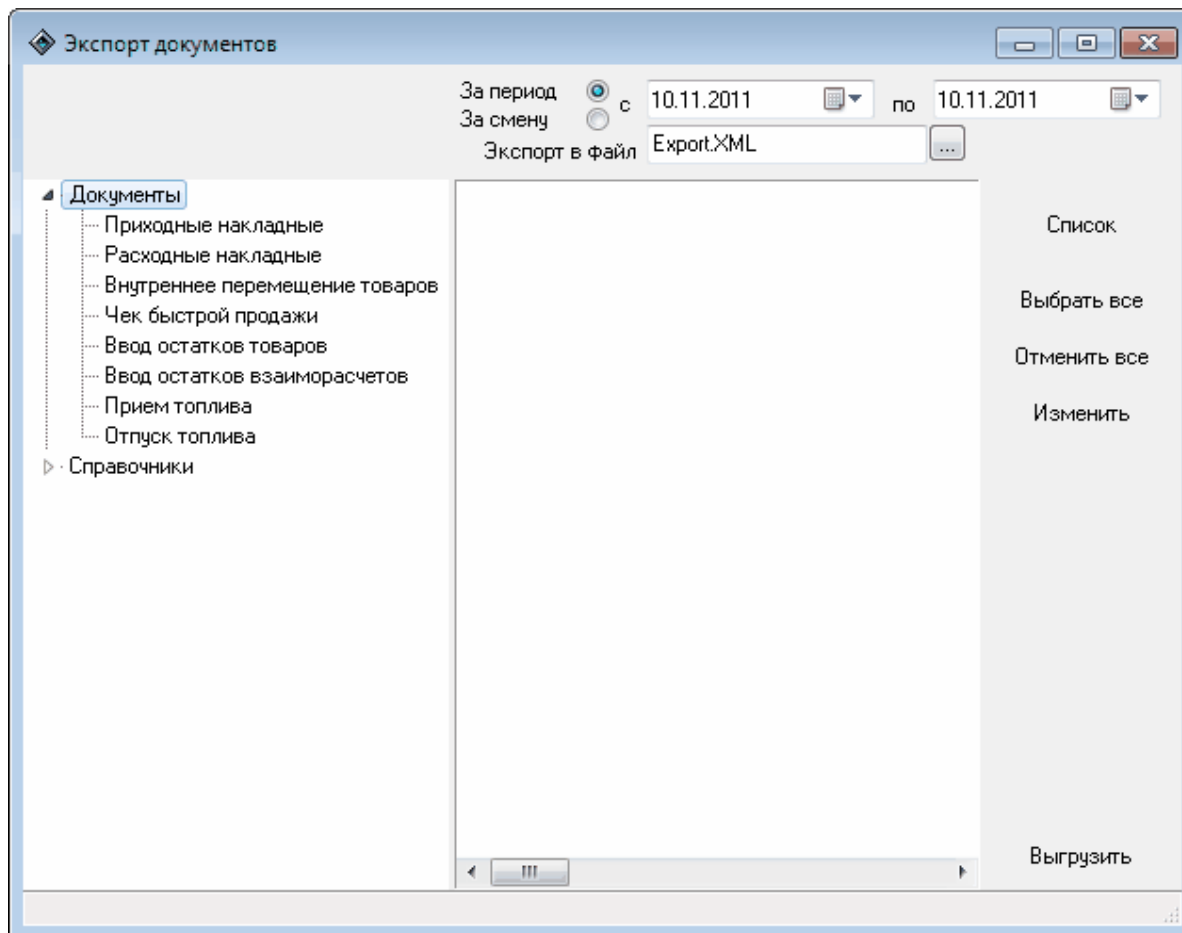 Экспорт документов
За период с 10.11.2011 по 10.11.2011
За смену
Экспорт в файл Export.XML ...
Документы
Приходные накладные
Расходные накладные
Внутреннее перемещение товаров
Чек быстрой продажи
Ввод остатков товаров
Ввод остатков взаиморасчетов
Прием топлива
Отпуск топлива
Справочники
Список
Выбрать все
Отменить все
Изменить
Выгрузить